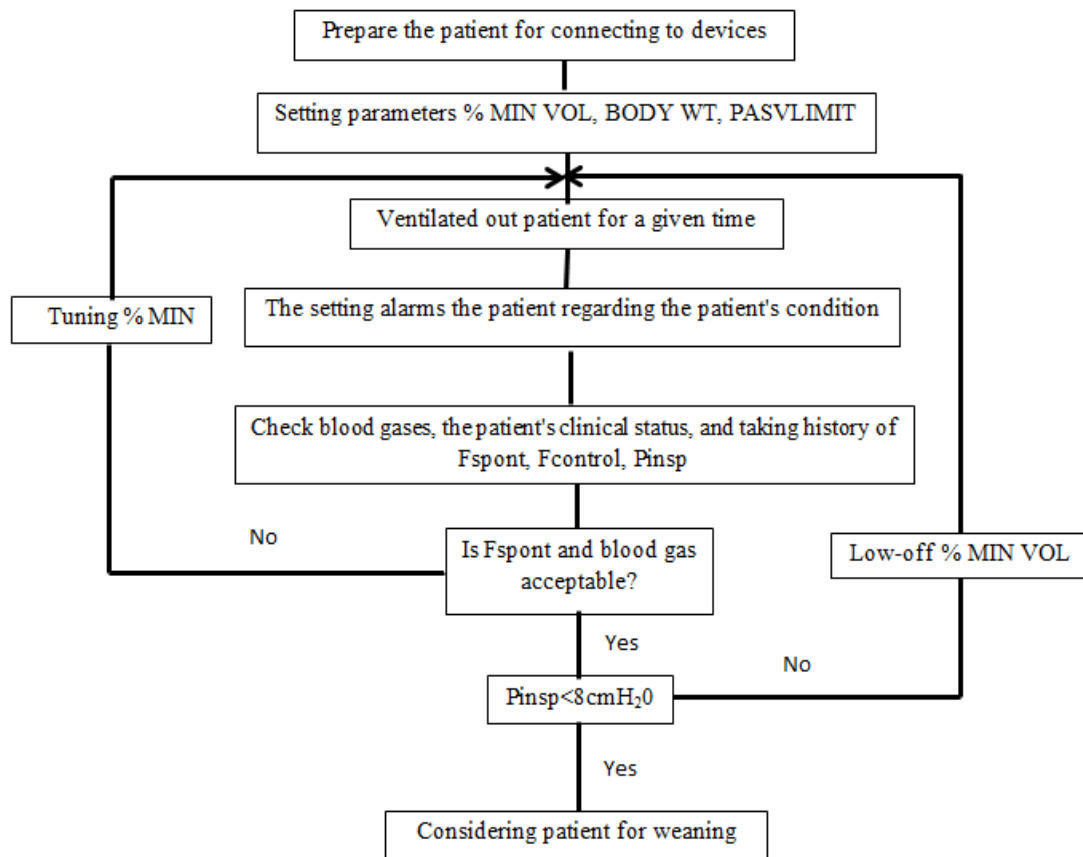 Prepare the patient for connecting to devices
Setting parameters % MIN VOL, BODY WT, PASVLIMIT
Ventilated out patient for a given time
Tuning % MIN
The setting alarms the patient regarding the patient's condition
Check blood gases, the patient's clinical status, and taking history of
Fspont, Fcontrol, Pinsp
No
Is Fspont and blood gas
acceptable?
Low-off % MIN VOL
Yes
No
Pinsp<8cmH₂0
Yes
Considering patient for weaning